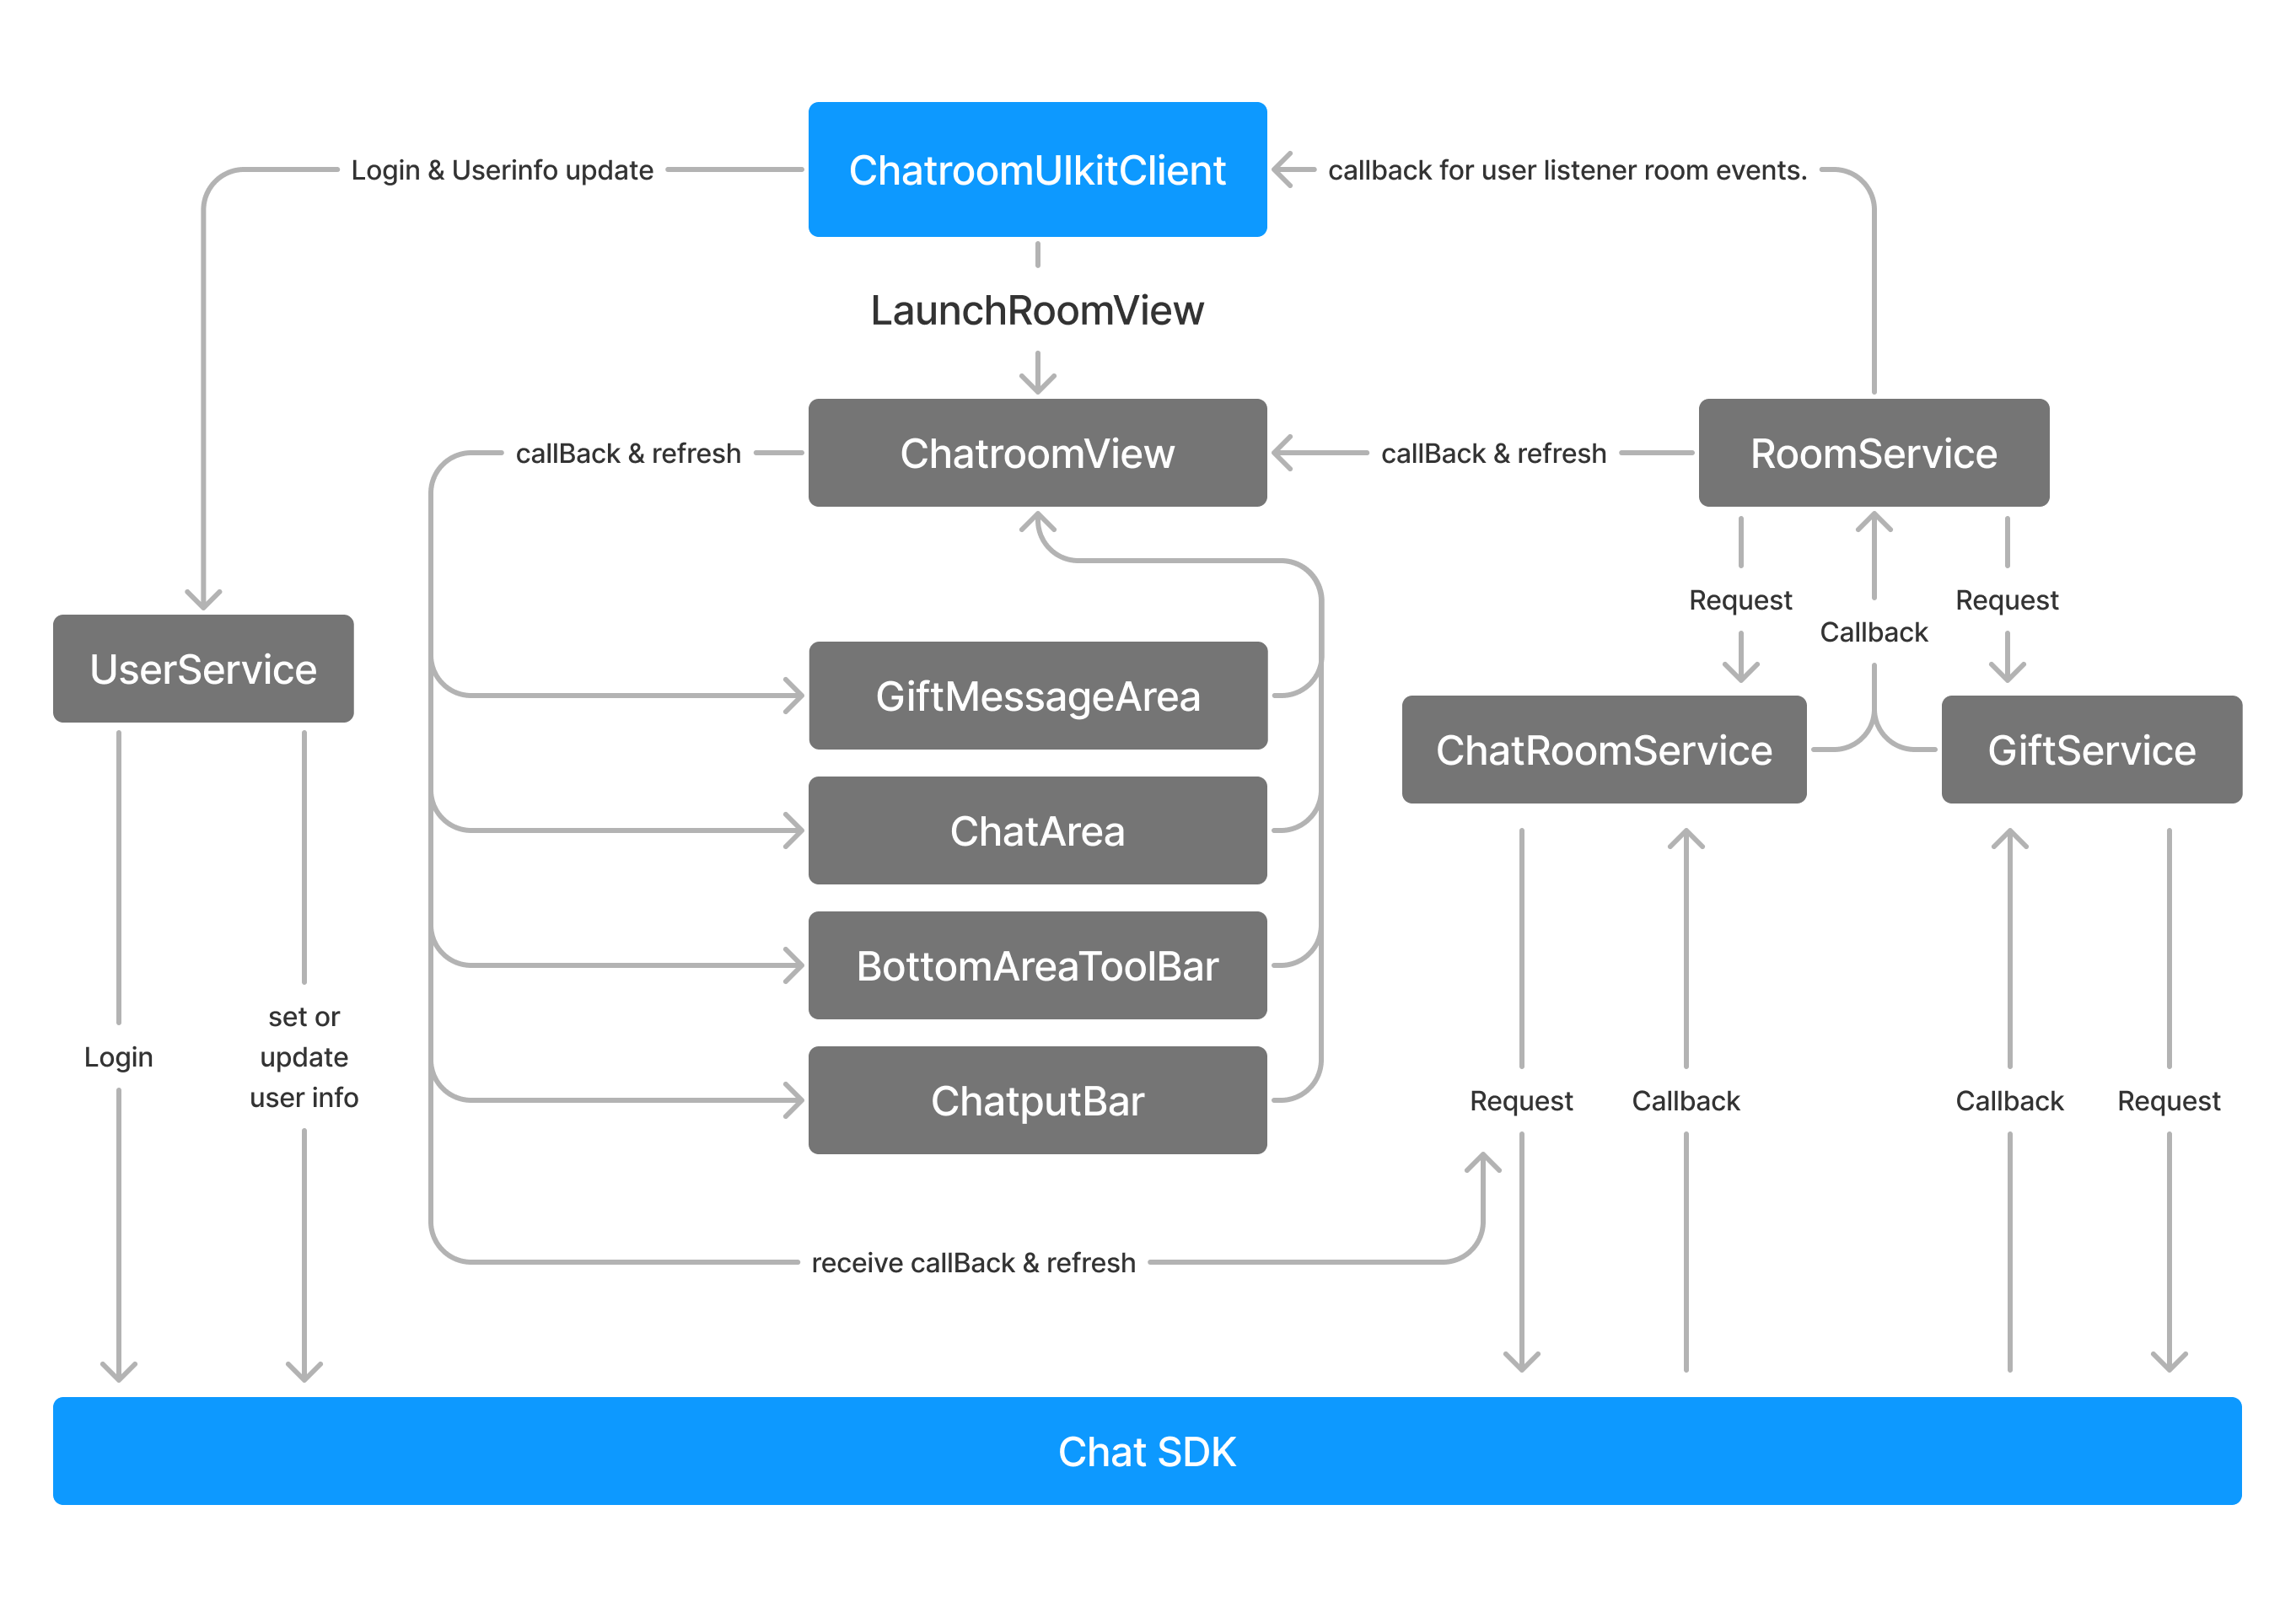 ChatroomUIkitClient
Login & Userinfo update
callback for user listener room events.
LaunchRoomView
ChatroomView
RoomService
callBack & refresh
callBack & refresh
Request
Callback
Request
UserService
GiftMessageArea
ChatRoomService
GiftService
ChatArea
BottomAreaToolBar
set or
update
user info
Login
ChatputBar
Request
Callback
Callback
Request
receive callBack & refresh
Chat SDK